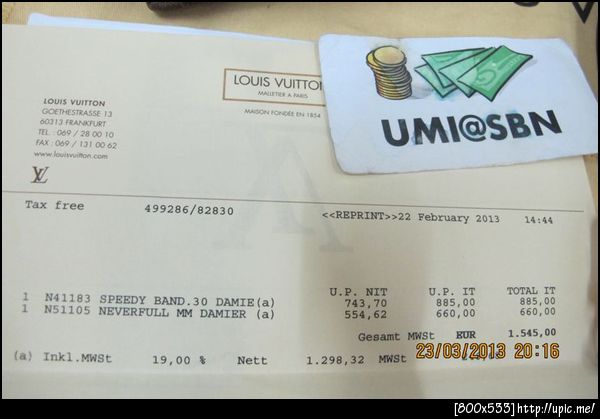 LOUIS VUITTON
MALLETIER A PARIS
MAISON FONDÉE EN 1854
LOUIS VUITTON
GOETHESTRASSE 13
60313 FRANKFURT
TEL : 069 / 28 00 10
FAX : 069 / 131 00 62
www.louisvuitton.com
LV
UMI@SBN
Tax free 499286/82830 <<REPRINT>>22 February 2013 14:44
U.P. NIT U.P. IT TOTAL IT
1 N41183 SPEEDY BAND.30 DAMIE(a) 743,70 885,00 885,00
1 N51105 NEVERFULL MM DAMIER (a) 554,62 660,00 660,00
Gesamt MWSt EUR 1.545,00
(a) Inkl.MWSt 19,00 % Nett 1.298,32 MWSt
23/03/2013 20:16
[800x533] http://upic.me/